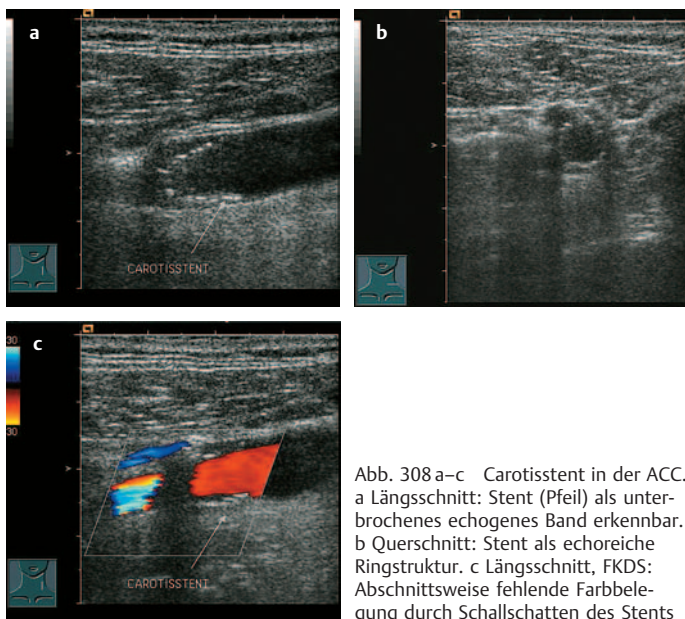 a
b
CAROTISSTENT
30
c
30
CAROTISSTENT
Abb. 308 a–c Carotisstent in der ACC.
a Längsschnitt: Stent (Pfeil) als unter-
brochenes echogenes Band erkennbar.
b Querschnitt: Stent als echoreiche
Ringstruktur. c Längsschnitt, FKDS:
Abschnittsweise fehlende Farbbele-
gung durch Schallschatten des Stents